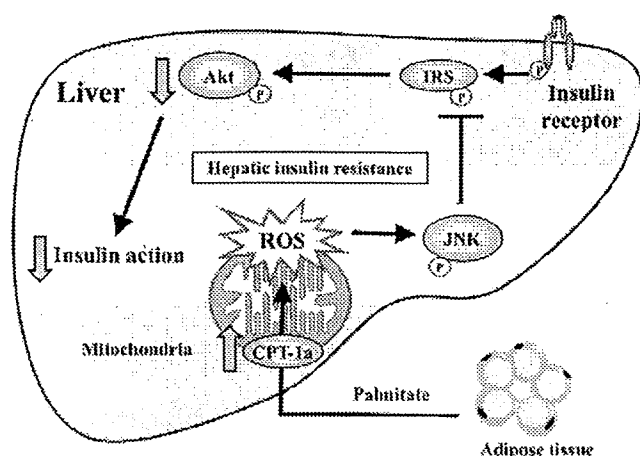 Akt
P
IRS
P
P
Liver
Insulin
receptor
Hepatic insulin resistance
ROS
JNK
P
Insulin action
Mitochondria
CPT-1a
Palmitate
Adipose tissue